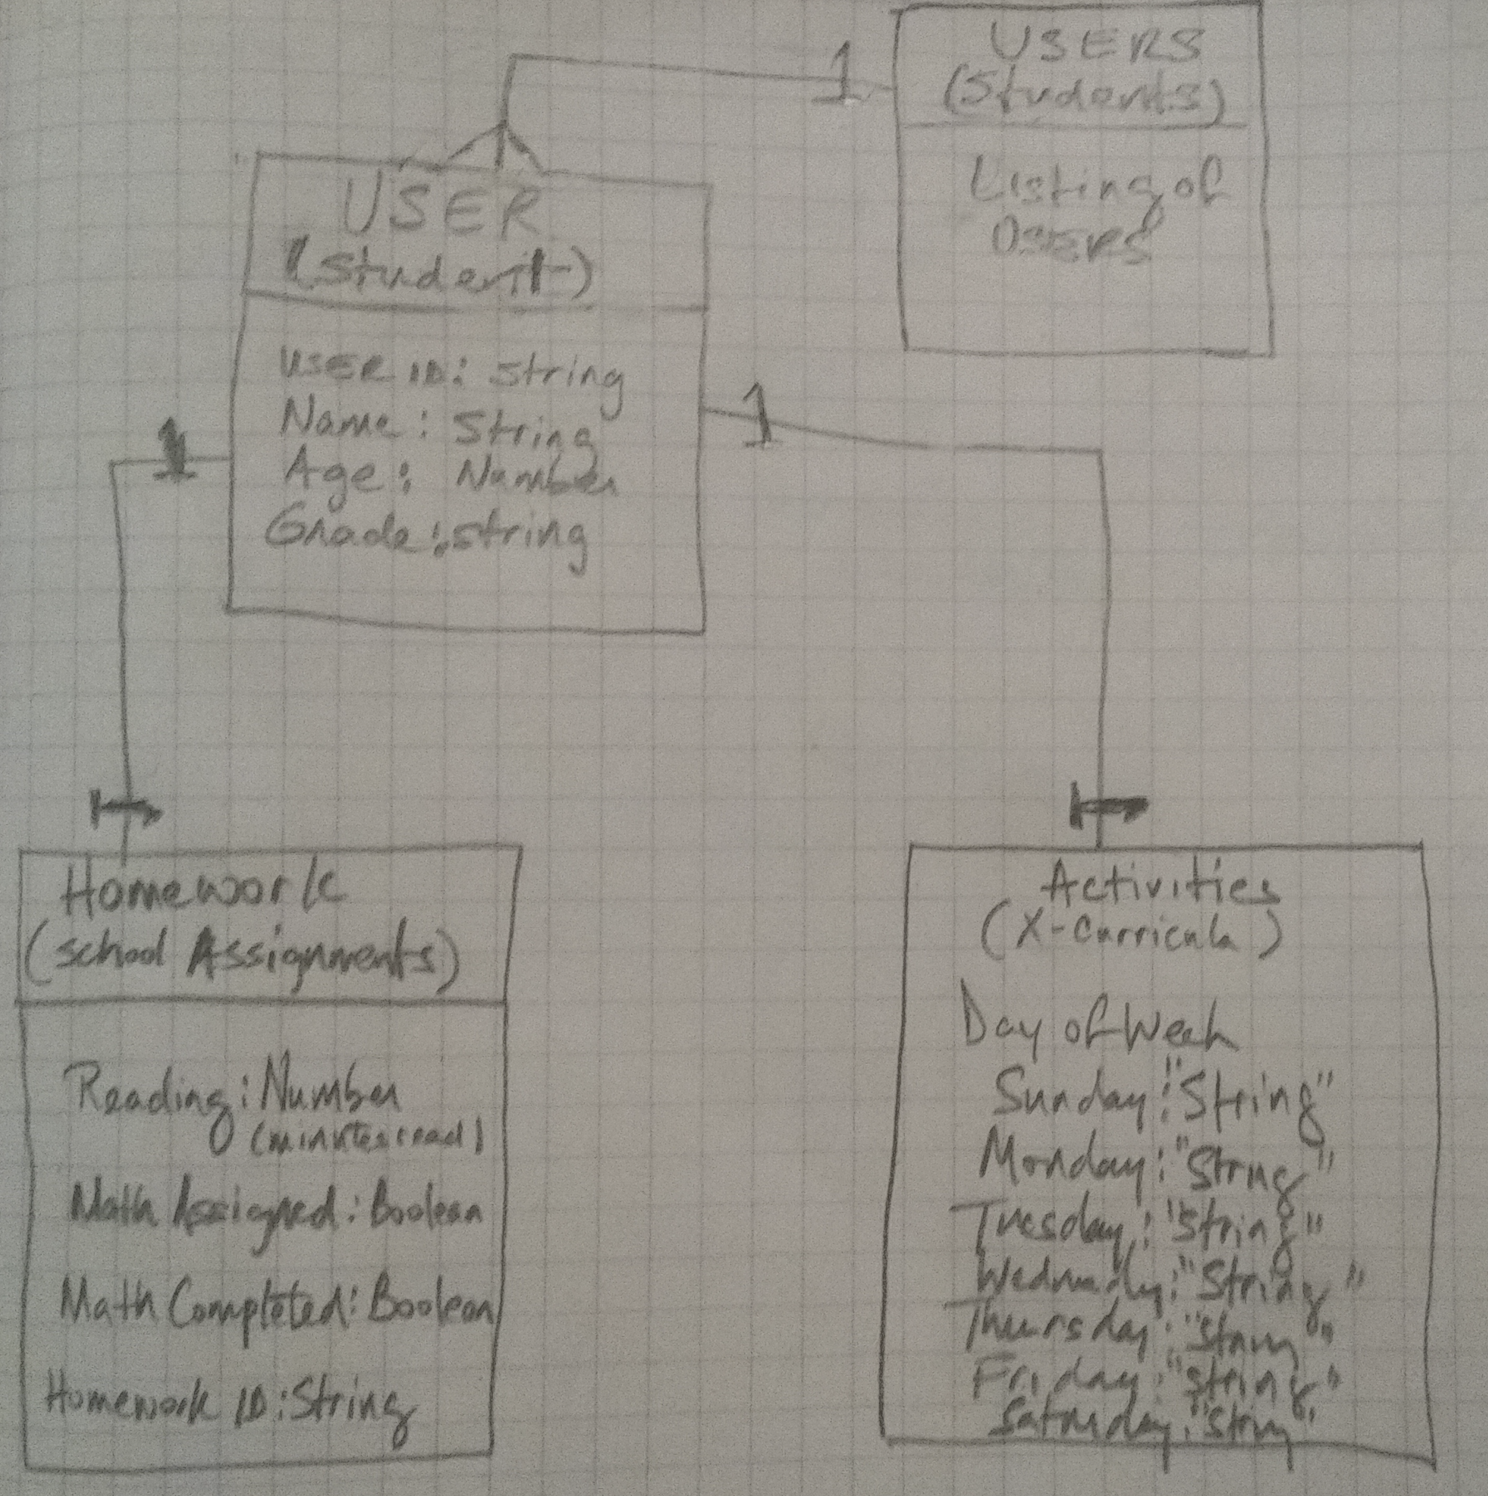 USERS
(Students)
Listing of
USERS
1
USER
(Student)
USER ID: String
Name: String
Age: Number
Grade: String
1
1
1
1
Homework
(school Assignments)
Reading: Number
(minutes read)
Math Assigned: Boolean
Math Completed: Boolean
Homework ID: String
Activities
(X-Curricula)
Day of Week
Sunday: "String"
Monday: "String"
Tuesday: "String"
Wednesday: "String"
Thursday: "String"
Friday: "String"
Saturday: "String"